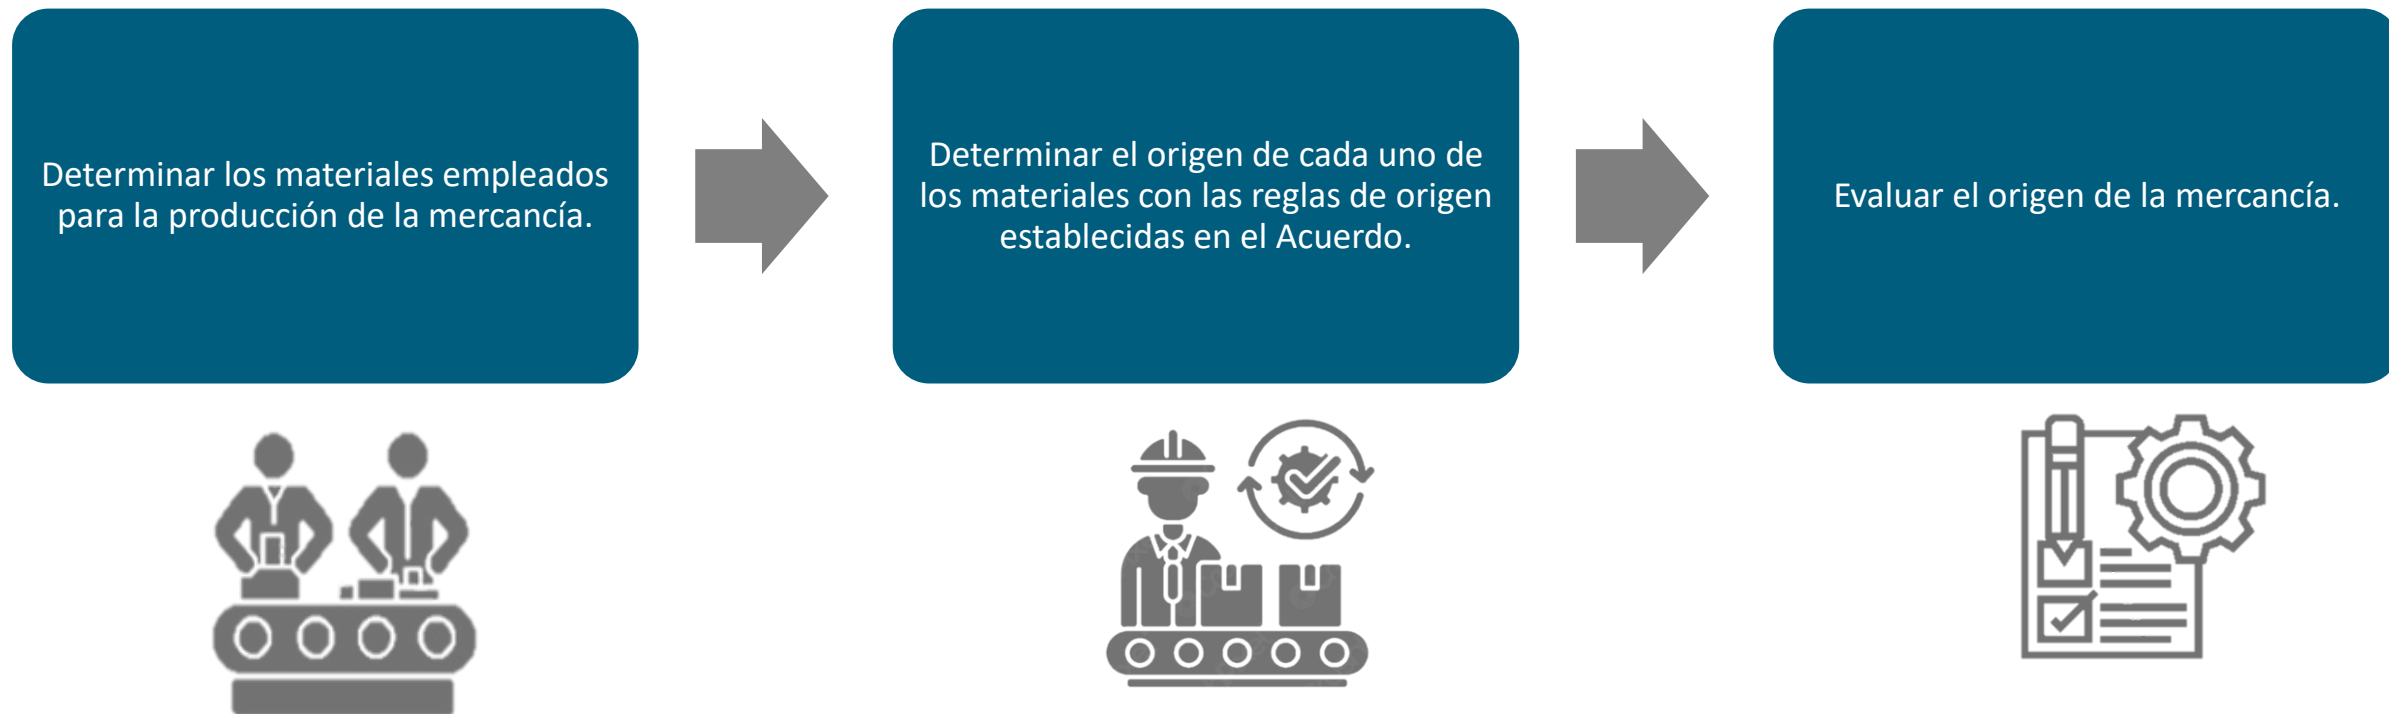 Determinar los materiales empleados
para la producción de la mercancía.
Determinar el origen de cada uno de
los materiales con las reglas de origen
establecidas en el Acuerdo.
Evaluar el origen de la mercancía.